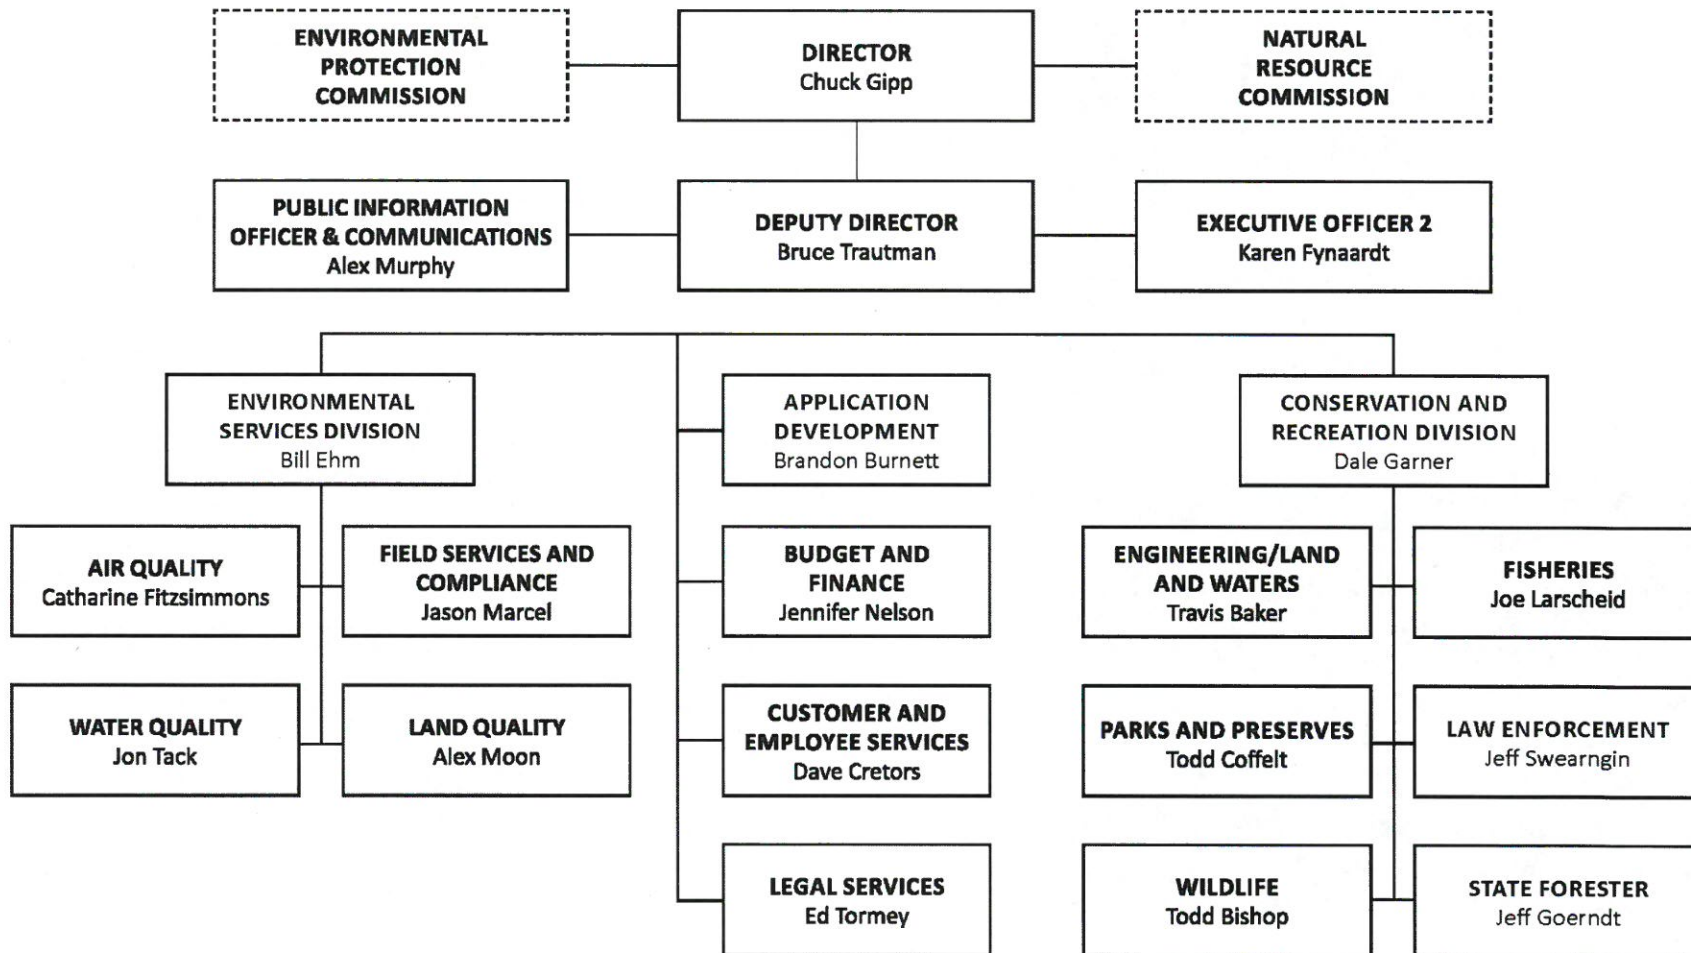 ENVIRONMENTAL
PROTECTION
COMMISSION
DIRECTOR
Chuck Gipp
NATURAL
RESOURCE
COMMISSION
PUBLIC INFORMATION
OFFICER & COMMUNICATIONS
Alex Murphy
DEPUTY DIRECTOR
Bruce Trautman
EXECUTIVE OFFICER 2
Karen Fynaardt
ENVIRONMENTAL
SERVICES DIVISION
Bill Ehm
APPLICATION
DEVELOPMENT
Brandon Burnett
CONSERVATION AND
RECREATION DIVISION
Dale Garner
AIR QUALITY
Catharine Fitzsimmons
FIELD SERVICES AND
COMPLIANCE
Jason Marcel
BUDGET AND
FINANCE
Jennifer Nelson
ENGINEERING/LAND
AND WATERS
Travis Baker
FISHERIES
Joe Larscheid
WATER QUALITY
Jon Tack
LAND QUALITY
Alex Moon
CUSTOMER AND
EMPLOYEE SERVICES
Dave Cretors
PARKS AND PRESERVES
Todd Coffelt
LAW ENFORCEMENT
Jeff Swearngin
LEGAL SERVICES
Ed Tormey
WILDLIFE
Todd Bishop
STATE FORESTER
Jeff Goerndt